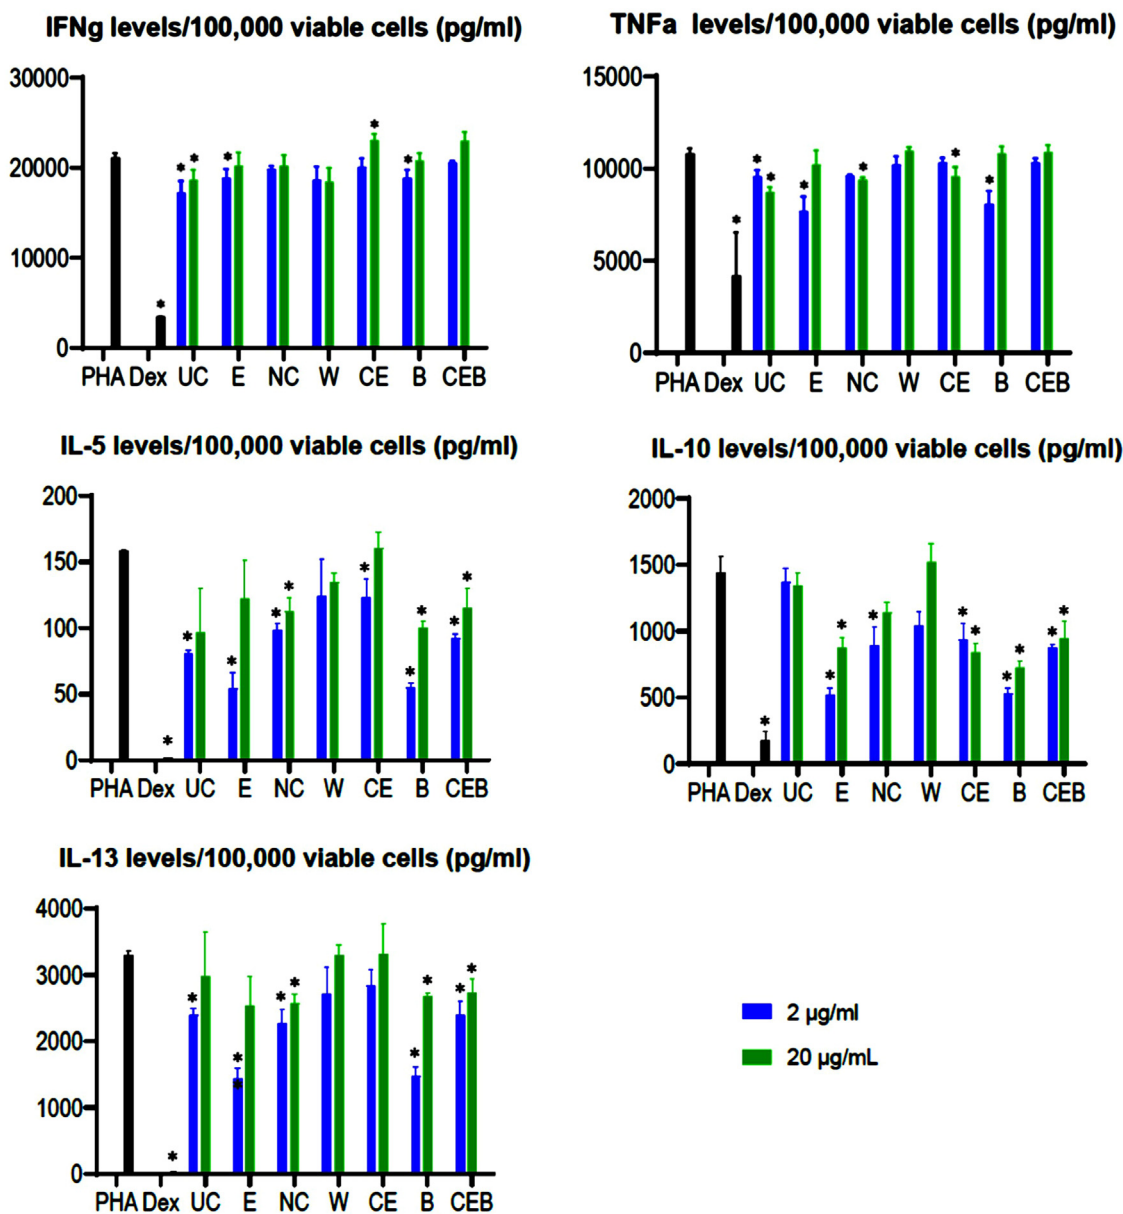 IFNg levels/100,000 viable cells (pg/ml)
30000
20000
10000
0
PHA Dex UC E NC W CE B CEB
* * * * * *
TNFa levels/100,000 viable cells (pg/ml)
15000
10000
5000
0
PHA Dex UC E NC W CE B CEB
* * * * * * *
IL-5 levels/100,000 viable cells (pg/ml)
200
150
100
50
0
PHA Dex UC E NC W CE B CEB
* * * * * * * * * *
IL-10 levels/100,000 viable cells (pg/ml)
2000
1500
1000
500
0
PHA Dex UC E NC W CE B CEB
* * * * * * * * * *
IL-13 levels/100,000 viable cells (pg/ml)
4000
3000
2000
1000
0
PHA Dex UC E NC W CE B CEB
* * * * * * * * * *
2 µg/ml
20 µg/mL